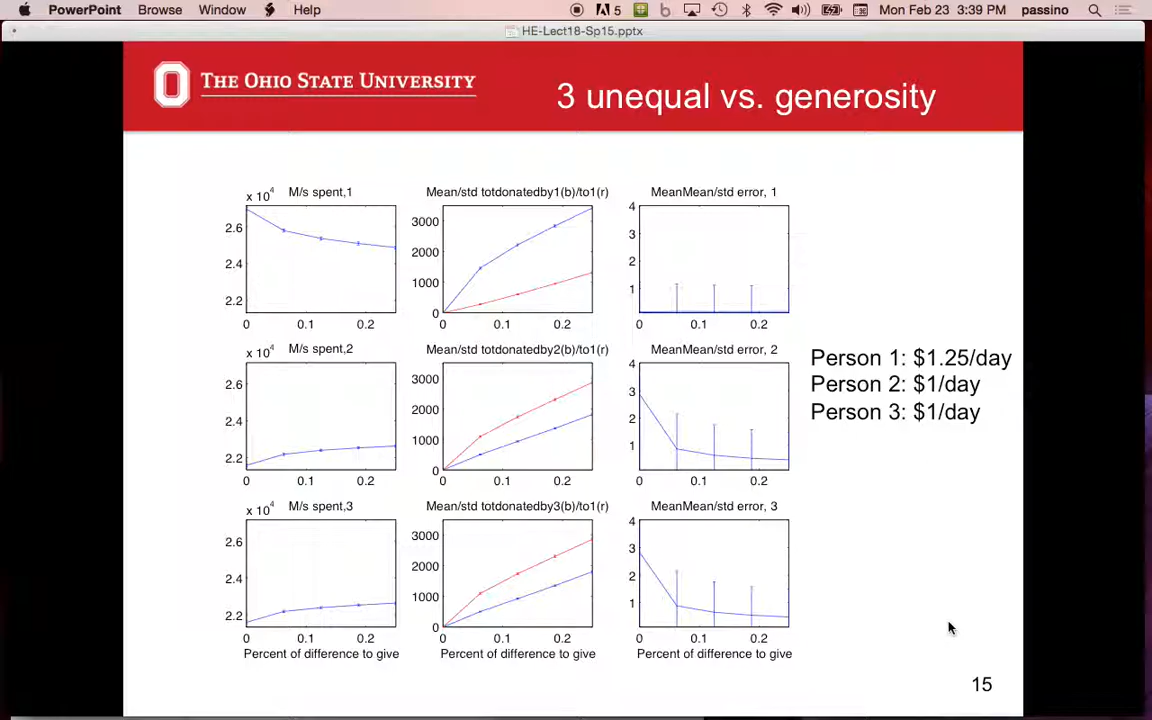 PowerPoint Browse Window Help 5 Mon Feb 23 3:39 PM passino
HE-Lect18-Sp15.pptx
THE OHIO STATE UNIVERSITY
3 unequal vs. generosity
x 10^4 M/s spent,1
2.6
2.4
2.2
0 0.1 0.2
Mean/std totdonatedby1(b)/to1(r)
3000
2000
1000
0
0 0.1 0.2
MeanMean/std error, 1
4
3
2
1
0 0.1 0.2
x 10^4 M/s spent,2
2.6
2.4
2.2
0 0.1 0.2
Mean/std totdonatedby2(b)/to1(r)
3000
2000
1000
0
0 0.1 0.2
MeanMean/std error, 2
4
3
2
1
0 0.1 0.2
Person 1: $1.25/day
Person 2: $1/day
Person 3: $1/day
x 10^4 M/s spent,3
2.6
2.4
2.2
0 0.1 0.2
Percent of difference to give
Mean/std totdonatedby3(b)/to1(r)
3000
2000
1000
0
0 0.1 0.2
Percent of difference to give
MeanMean/std error, 3
4
3
2
1
0 0.1 0.2
Percent of difference to give
15